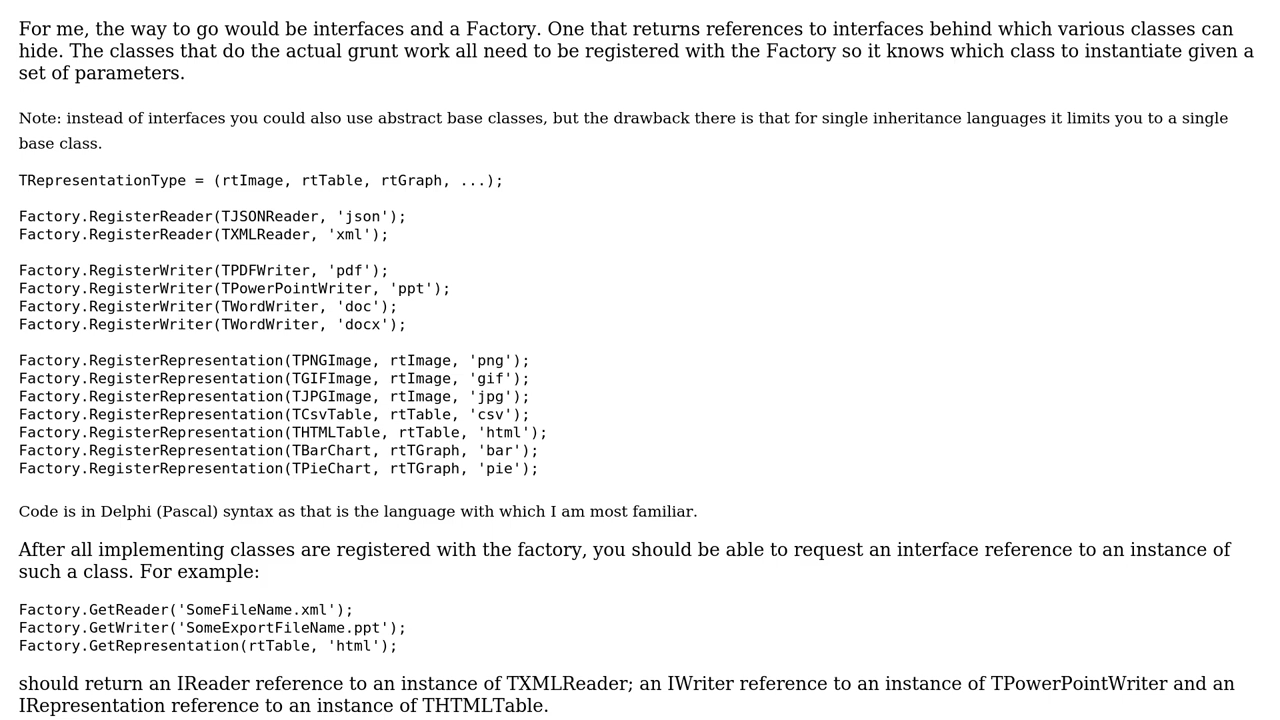 For me, the way to go would be interfaces and a Factory. One that returns references to interfaces behind which various classes can
hide. The classes that do the actual grunt work all need to be registered with the Factory so it knows which class to instantiate given a
set of parameters.
Note: instead of interfaces you could also use abstract base classes, but the drawback there is that for single inheritance languages it limits you to a single
base class.
TRepresentationType = (rtImage, rtTable, rtGraph, ...);
Factory.RegisterReader(TJSONReader, 'json');
Factory.RegisterReader(TXMLReader, 'xml');
Factory.RegisterWriter(TPDFWriter, 'pdf');
Factory.RegisterWriter(TPowerPointWriter, 'ppt');
Factory.RegisterWriter(TWordWriter, 'doc');
Factory.RegisterWriter(TWordWriter, 'docx');
Factory.RegisterRepresentation(TPNGImage, rtImage, 'png');
Factory.RegisterRepresentation(TGIFImage, rtImage, 'gif');
Factory.RegisterRepresentation(TJPGImage, rtImage, 'jpg');
Factory.RegisterRepresentation(TCsvTable, rtTable, 'csv');
Factory.RegisterRepresentation(THTMLTable, rtTable, 'html');
Factory.RegisterRepresentation(TBarChart, rtTGraph, 'bar');
Factory.RegisterRepresentation(TPieChart, rtTGraph, 'pie');
Code is in Delphi (Pascal) syntax as that is the language with which I am most familiar.
After all implementing classes are registered with the factory, you should be able to request an interface reference to an instance of
such a class. For example:
Factory.GetReader('SomeFileName.xml');
Factory.GetWriter('SomeExportFileName.ppt');
Factory.GetRepresentation(rtTable, 'html');
should return an IReader reference to an instance of TXMLReader; an IWriter reference to an instance of TPowerPointWriter and an
IRepresentation reference to an instance of THTMLTable.